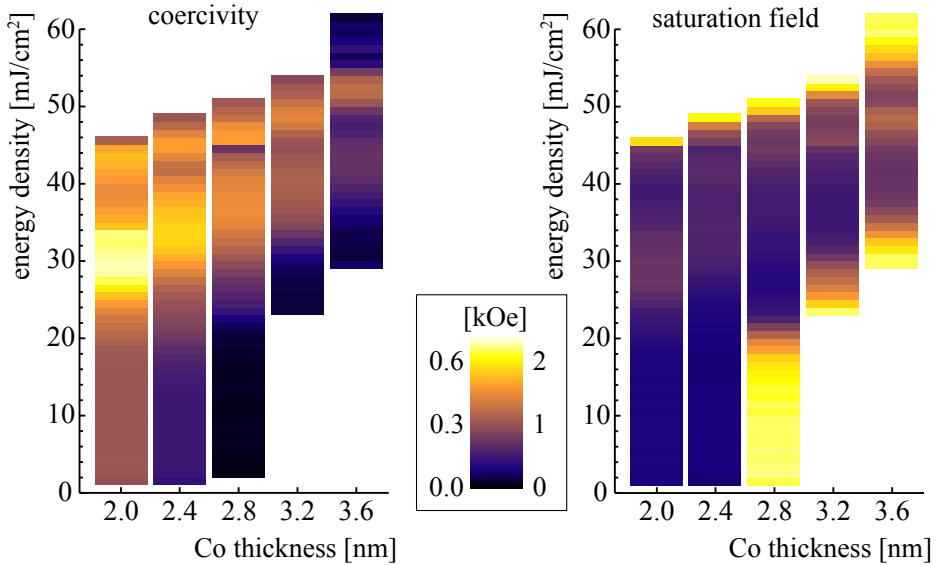 coercivity
saturation field
energy density [mJ/cm²]
60
50
40
30
20
10
0
2.0 2.4 2.8 3.2 3.6
Co thickness [nm]
[kOe]
0.6 2
0.3 1
0.0 0
energy density [mJ/cm²]
60
50
40
30
20
10
0
2.0 2.4 2.8 3.2 3.6
Co thickness [nm]